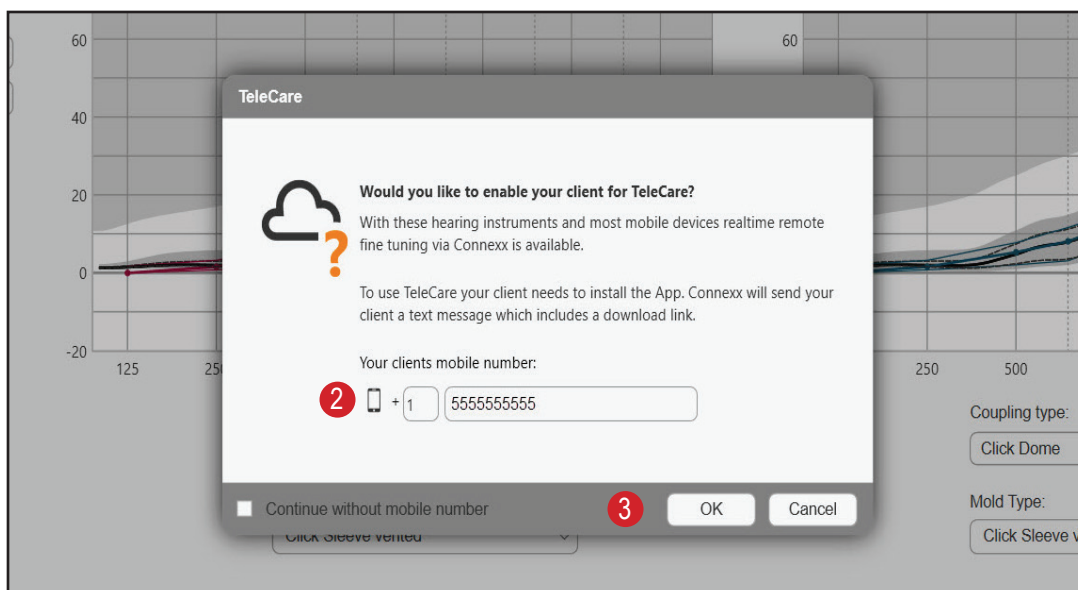 60
60
TeleCare
40
Would you like to enable your client for TeleCare?
20
With these hearing instruments and most mobile devices realtime remote
fine tuning via Connexx is available.
?
0
To use TeleCare your client needs to install the App. Connexx will send your
client a text message which includes a download link.
-20
Your clients mobile number:
125
250
500
2
+
1
5555555555
Coupling type:
Click Dome
Continue without mobile number
3
OK
Cancel
Mold Type:
Click Sleeve vented
Click Sleeve v